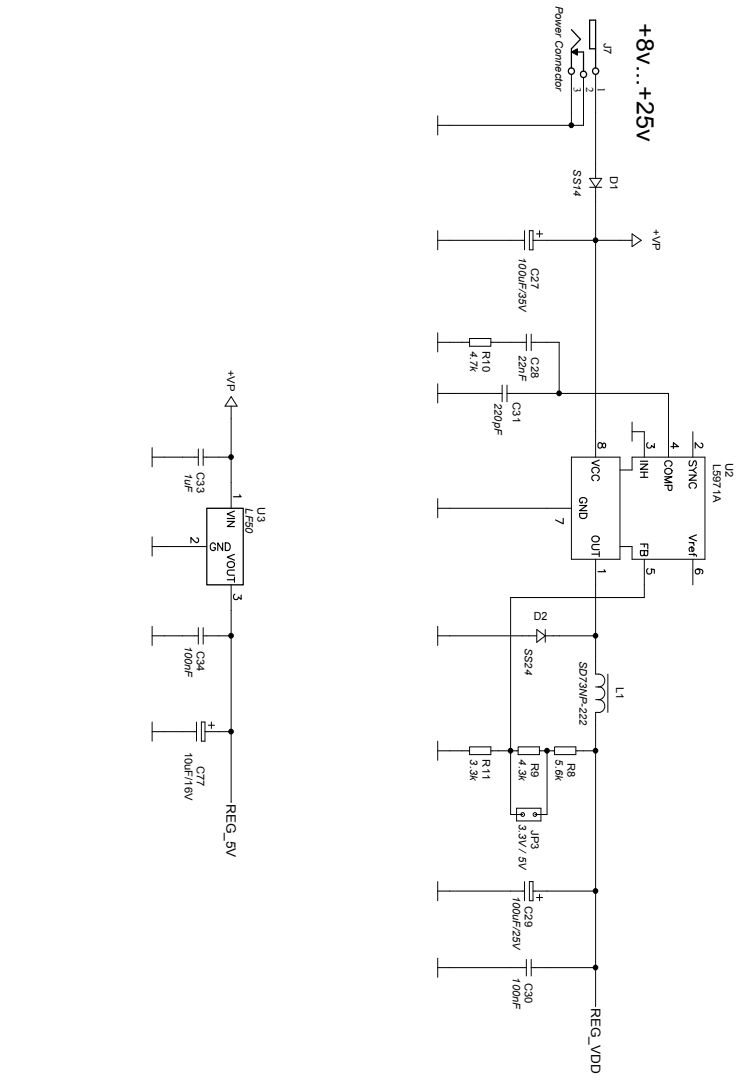 +8v...+25v
J7
Power Connector
1
2
3
D1
SS14
+VP
C27
100uF/35V
C28
22nF
R10
4.7k
C31
220pF
U2
L5971A
2
SYNC
Vref
6
4
COMP
3
INH
FB
5
8
VCC
GND
7
OUT
1
D2
SS24
L1
SD73NP-222
R8
5.6k
R9
4.3k
R11
3.3k
JP3
3.3V / 5V
C29
100uF/25V
C30
100nF
REG_VDD
+VP
C33
1uF
U3
LF50
1
VIN
2
GND
VOUT
3
C34
100nF
C77
10uF/16V
REG_5V